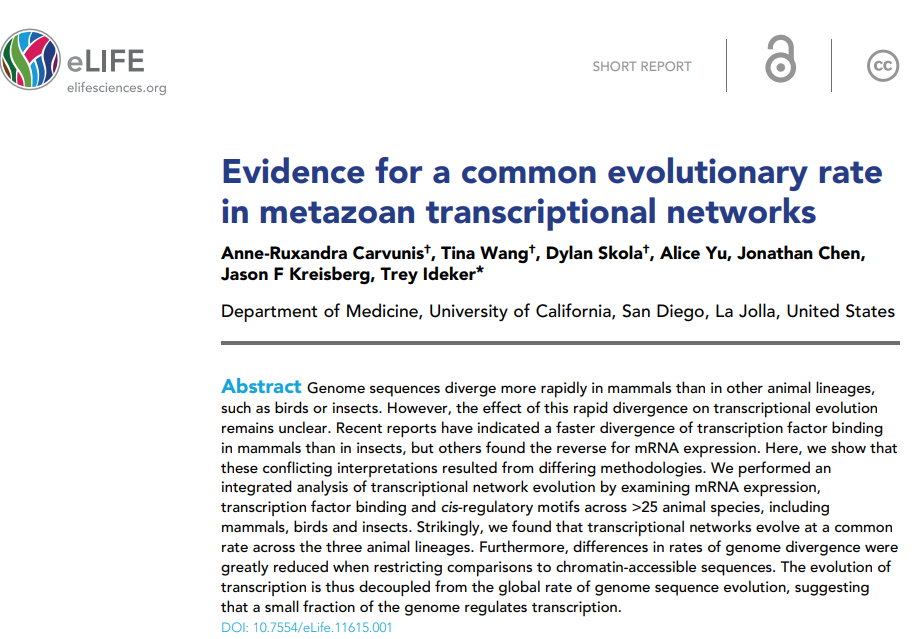 eLIFE
elifesciences.org
SHORT REPORT
cc
Evidence for a common evolutionary rate
in metazoan transcriptional networks
Anne-Ruxandra Carvunis†, Tina Wang†, Dylan Skola†, Alice Yu, Jonathan Chen,
Jason F Kreisberg, Trey Ideker*
Department of Medicine, University of California, San Diego, La Jolla, United States
Abstract Genome sequences diverge more rapidly in mammals than in other animal lineages,
such as birds or insects. However, the effect of this rapid divergence on transcriptional evolution
remains unclear. Recent reports have indicated a faster divergence of transcription factor binding
in mammals than in insects, but others found the reverse for mRNA expression. Here, we show that
these conflicting interpretations resulted from differing methodologies. We performed an
integrated analysis of transcriptional network evolution by examining mRNA expression,
transcription factor binding and cis-regulatory motifs across >25 animal species, including
mammals, birds and insects. Strikingly, we found that transcriptional networks evolve at a common
rate across the three animal lineages. Furthermore, differences in rates of genome divergence were
greatly reduced when restricting comparisons to chromatin-accessible sequences. The evolution of
transcription is thus decoupled from the global rate of genome sequence evolution, suggesting
that a small fraction of the genome regulates transcription.
DOI: 10.7554/eLife.11615.001